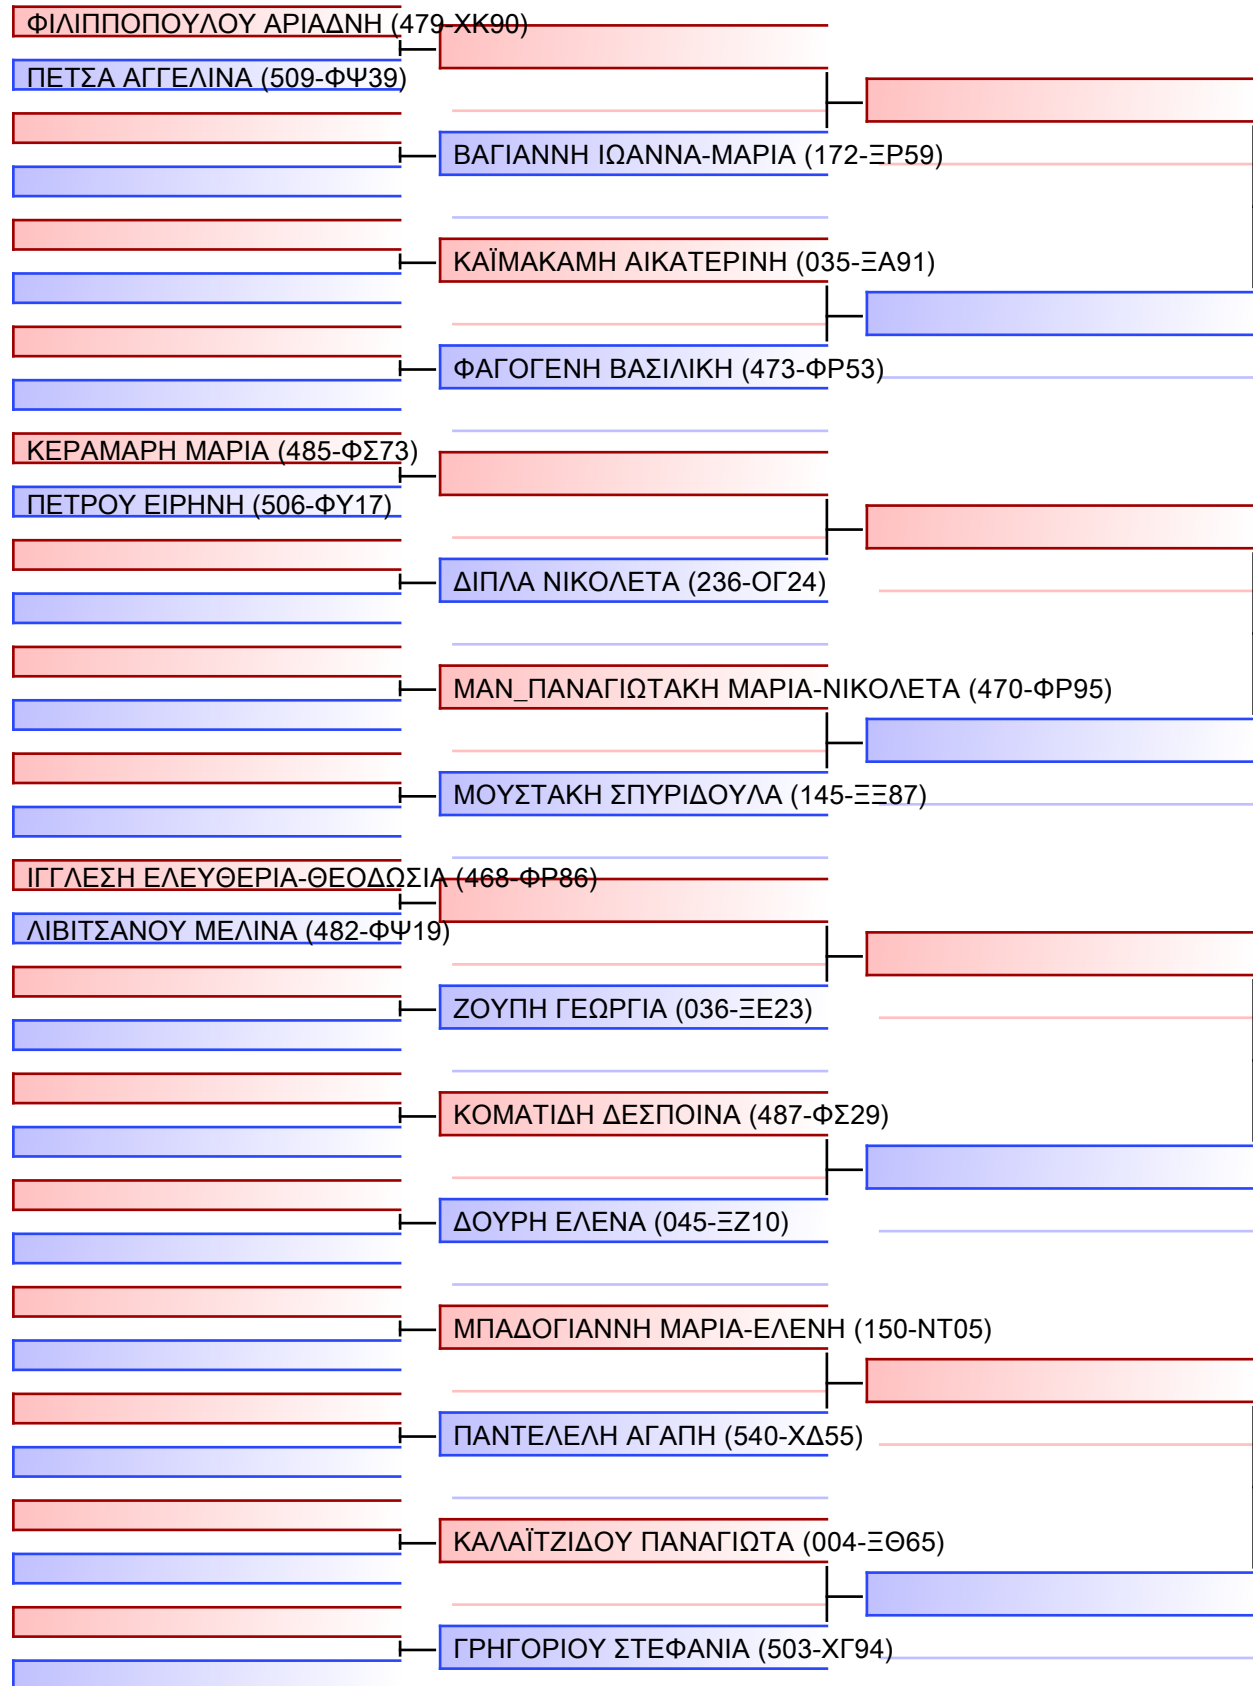 ΦΙΛΙΠΠΟΠΟΥΛΟΥ ΑΡΙΑΔΝΗ (479-ΧΚ90)
ΠΕΤΣΑ ΑΓΓΕΛΙΝΑ (509-ΦΨ39)
ΒΑΓΙΑΝΝΗ ΙΩΑΝΝΑ-ΜΑΡΙΑ (172-ΞΡ59)
ΚΑΪΜΑΚΑΜΗ ΑΙΚΑΤΕΡΙΝΗ (035-ΞΑ91)
ΦΑΓΟΓΕΝΗ ΒΑΣΙΛΙΚΗ (473-ΦΡ53)
ΚΕΡΑΜΑΡΗ ΜΑΡΙΑ (485-ΦΣ73)
ΠΕΤΡΟΥ ΕΙΡΗΝΗ (506-ΦΥ17)
ΔΙΠΛΑ ΝΙΚΟΛΕΤΑ (236-ΟΓ24)
ΜΑΝ_ΠΑΝΑΓΙΩΤΑΚΗ ΜΑΡΙΑ-ΝΙΚΟΛΕΤΑ (470-ΦΡ95)
ΜΟΥΣΤΑΚΗ ΣΠΥΡΙΔΟΥΛΑ (145-ΞΞ87)
ΙΓΓΛΕΣΗ ΕΛΕΥΘΕΡΙΑ-ΘΕΟΔΩΣΙΑ (468-ΦΡ86)
ΛΙΒΙΤΣΑΝΟΥ ΜΕΛΙΝΑ (482-ΦΨ19)
ΖΟΥΠΗ ΓΕΩΡΓΙΑ (036-ΞΕ23)
ΚΟΜΑΤΙΔΗ ΔΕΣΠΟΙΝΑ (487-ΦΣ29)
ΔΟΥΡΗ ΕΛΕΝΑ (045-ΞΖ10)
ΜΠΑΔΟΓΙΑΝΝΗ ΜΑΡΙΑ-ΕΛΕΝΗ (150-ΝΤ05)
ΠΑΝΤΕΛΕΛΗ ΑΓΑΠΗ (540-ΧΔ55)
ΚΑΛΑΪΤΖΙΔΟΥ ΠΑΝΑΓΙΩΤΑ (004-ΞΘ65)
ΓΡΗΓΟΡΙΟΥ ΣΤΕΦΑΝΙΑ (503-ΧΓ94)